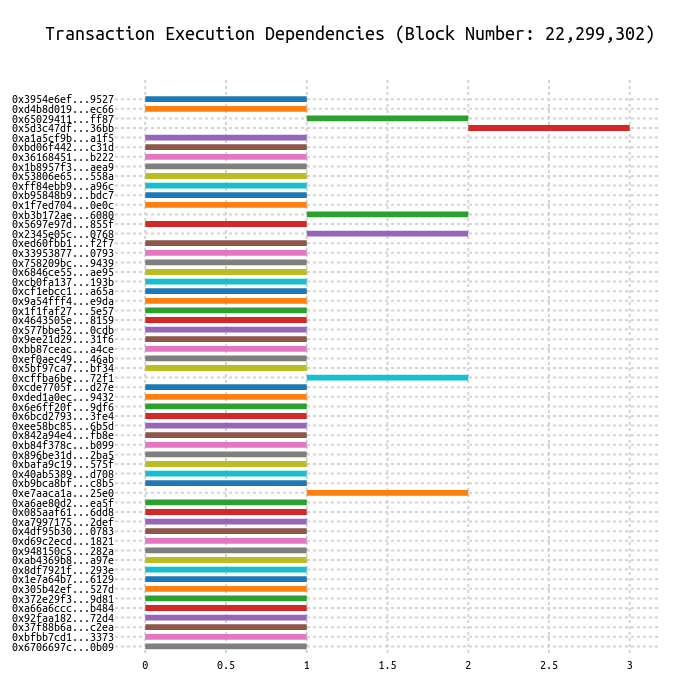 Transaction Execution Dependencies (Block Number: 22,299,302)
0x3954e6ef...9527
0xd4b8d019...ec66
0x65029411...ff87
0x5d3c47df...36bb
0xa1a5cf9b...a1f5
0xbd06f442...c31d
0x36168451...b222
0x1b8957f3...aea9
0x53806e65...558a
0xff84ebb9...a96c
0xb95848b9...bdc7
0x1f7ed704...0e0c
0xb3b172ae...6080
0x5697e97d...855f
0x2345e05c...0768
0xed60fbb1...f2f7
0x33953877...0793
0x758209bc...9439
0x6846ce55...ae95
0xcb0fa137...193b
0xcf1ebcc1...a65a
0x9a54fff4...e9da
0x1f1faf27...5e57
0x4643505e...8159
0x577bbe52...0cdb
0x9ee21d29...31f6
0xbb87ceac...a4ce
0xef0aec49...46ab
0x5bf97ca7...bf34
0xcffba6be...72f1
0xcde7705f...d27e
0xded1a0ec...9432
0x6e6ff20f...9df6
0x6bcd2793...3fe4
0xee58bc85...6b5d
0x842a94e4...fb8e
0xb84f378c...b099
0x896be31d...2ba5
0xbafa9c19...575f
0x40ab5389...d708
0xb9bca8bf...c8b5
0xe7aaca1a...25e0
0xa6ae80d2...ea5f
0x085aaf61...6dd8
0xa7997175...2def
0x4df95b30...0783
0xd69c2ecd...1821
0x948150c5...282a
0xab4369b8...a97e
0x8df7921f...293e
0x1e7a64b7...6129
0x305b42ef...527d
0x372e29f3...9d81
0xa66a6ccc...b484
0x92faa182...72d4
0x37f88b6a...c2ea
0xbfbb7cd1...3373
0x6706697c...0b09
0 0.5 1 1.5 2 2.5 3